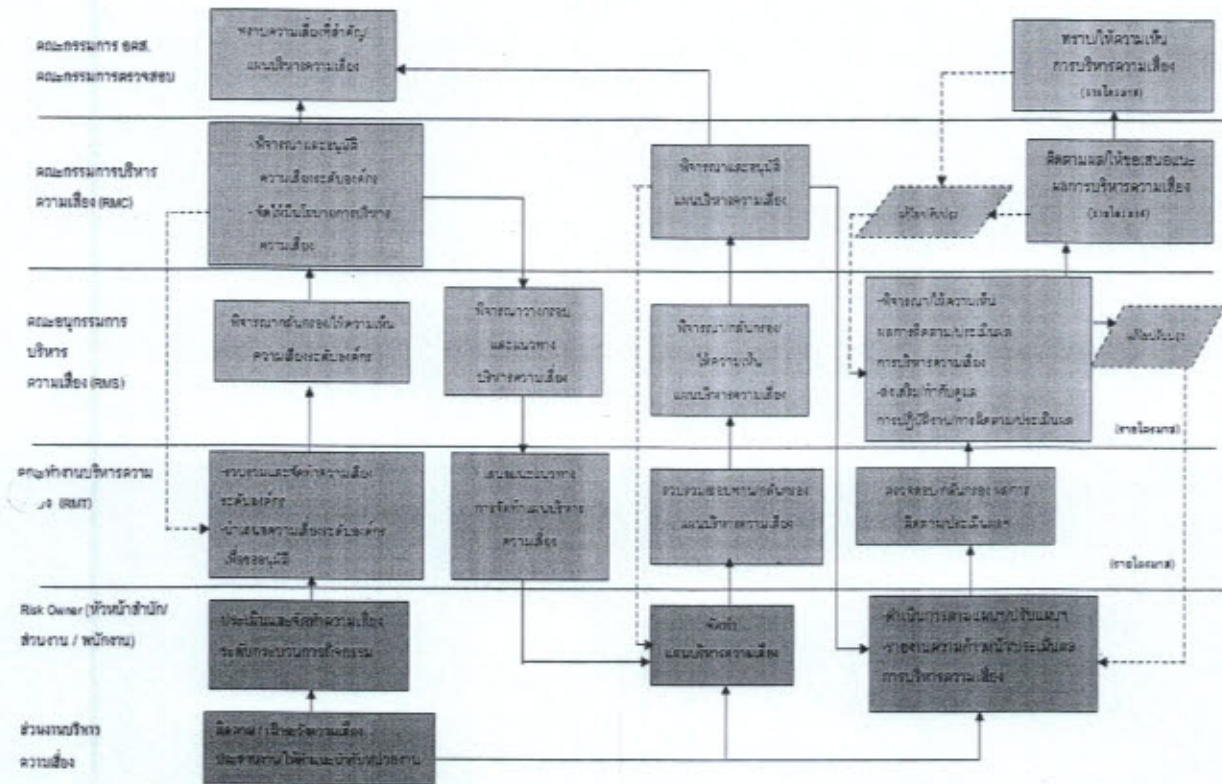 คณะกรรมการ อคส.
คณะกรรมการตรวจสอบ
ทราบความเสี่ยงที่สำคัญ/
แผนบริหารความเสี่ยง
ทราบ/ให้ความเห็น
การบริหารความเสี่ยง
(รายไตรมาส)
คณะกรรมการบริหาร
ความเสี่ยง (RMC)
-พิจารณาและอนุมัติ
ความเสี่ยงระดับองค์กร
- จัดให้มีนโยบายการบริหาร
ความเสี่ยง
พิจารณาและอนุมัติ
แผนบริหารความเสี่ยง
แก้ไข/ปรับปรุง
ติดตามผล/ให้ข้อเสนอแนะ
ผลการบริหารความเสี่ยง
(รายไตรมาส)
คณะอนุกรรมการ
บริหาร
ความเสี่ยง (RMS)
พิจารณากลั่นกรอง/ให้ความเห็น
ความเสี่ยงระดับองค์กร
พิจารณาวางกรอบ
และแนวทาง
บริหารความเสี่ยง
พิจารณา/กลั่นกรอง/
ให้ความเห็น
แผนบริหารความเสี่ยง
-พิจารณา/ให้ความเห็น
ผลการติดตาม/ประเมินผล
การบริหารความเสี่ยง
-ส่งเสริม/กำกับดูแล
การปฏิบัติงาน/การติดตาม/ประเมินผล
แก้ไข/ปรับปรุง
(รายไตรมาส)
คณะทำงานบริหารความ
(RMT)
-รวบรวมและจัดทำความเสี่ยง
ระดับองค์กร
-นำเสนอความเสี่ยงระดับองค์กร
เพื่อขออนุมัติ
เสนอแนะแนวทาง
การจัดทำแผนบริหาร
ความเสี่ยง
รวบรวม/สอบทาน/กลั่นกรอง
แผนบริหารความเสี่ยง
ตรวจสอบ/กลั่นกรอง ผลการ
ติดตาม/ประเมินผลฯ
(รายไตรมาส)
Risk Owner (หัวหน้าสำนัก/
ส่วนงาน / พนักงาน)
ประเมินและจัดทำความเสี่ยง
ระดับกระบวนการ/กิจกรรม
จัดทำ
แผนบริหารความเสี่ยง
-ดำเนินการตามแผนฯ/ปรับแผนฯ
-รายงานความก้าวหน้า/ประเมินผล
การบริหารความเสี่ยง
ส่วนงานบริหาร
ความเสี่ยง
ติดตาม / เฝ้าระวังความเสี่ยง
ประสานงาน/ให้คำแนะนำกับหน่วยงาน